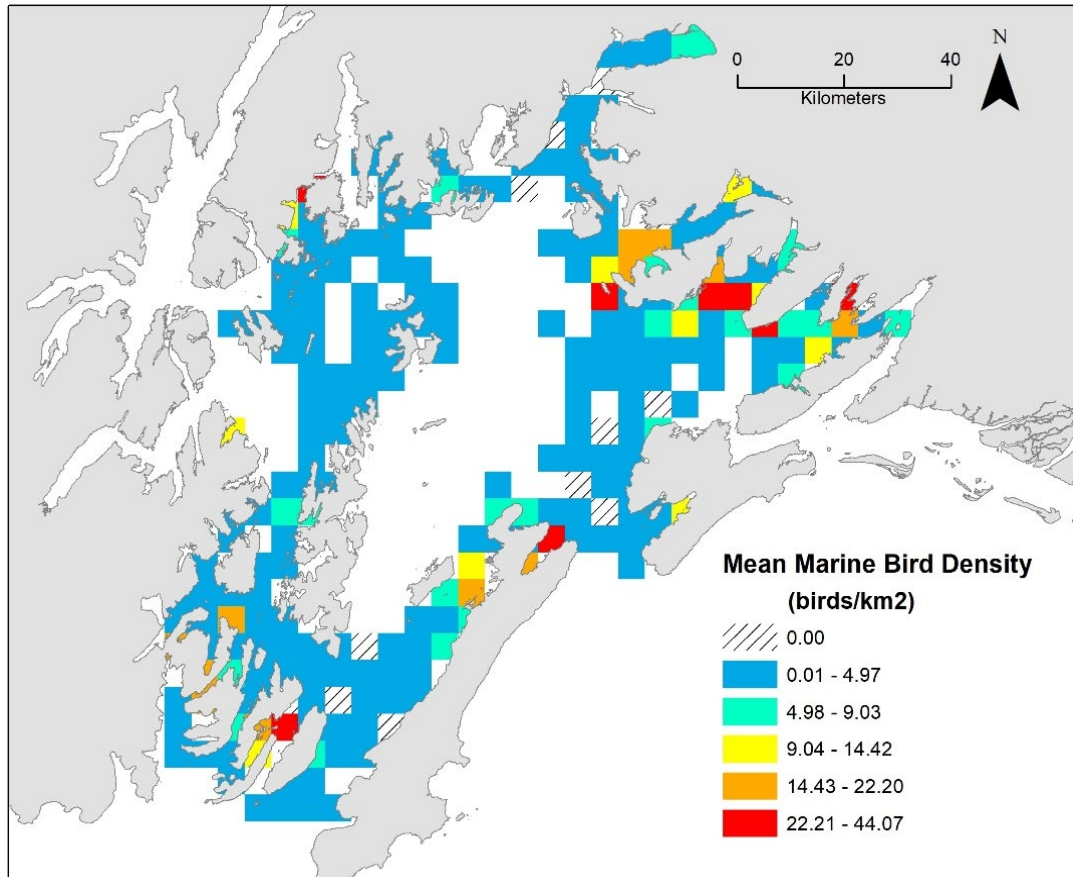 N
0 20 40
Kilometers
Mean Marine Bird Density
(birds/km2)
0.00
0.01 - 4.97
4.98 - 9.03
9.04 - 14.42
14.43 - 22.20
22.21 - 44.07